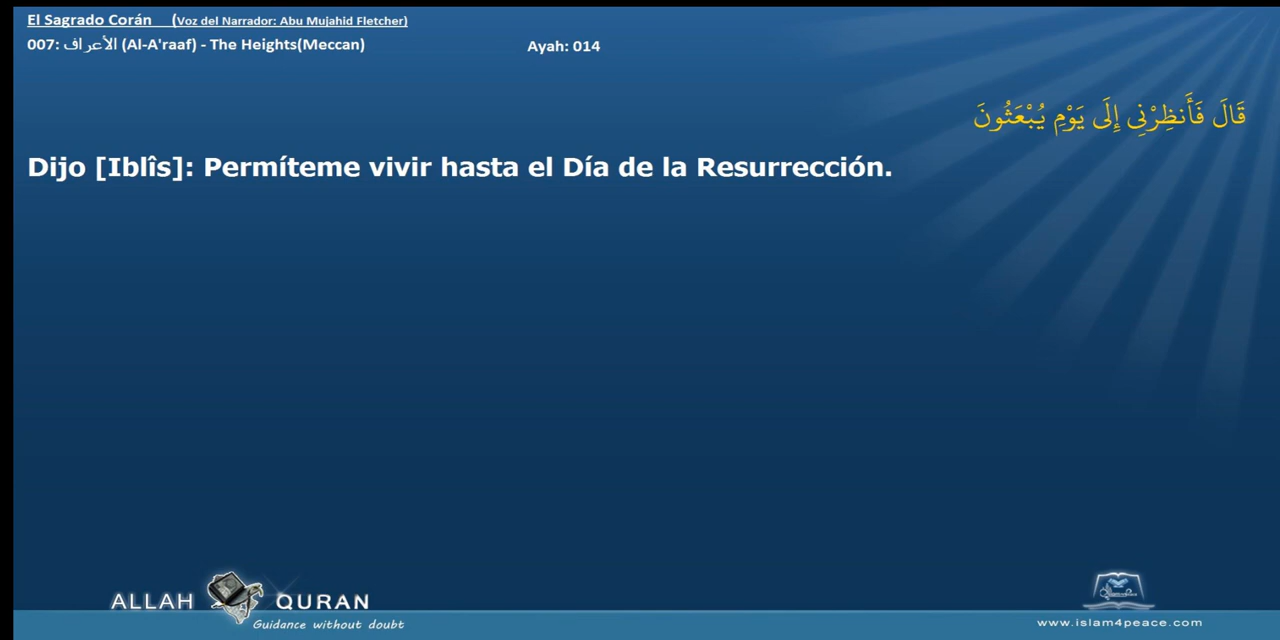 El Sagrado Corán (Voz del Narrador: Abu Mujahid Fletcher)
007: الأعراف (Al-A'raaf) - The Heights(Meccan) Ayah: 014
قَالَ فَأَنظِرْنِي إِلَى يَوْمِ يُبْعَثُونَ
Dijo [Iblîs]: Permíteme vivir hasta el Día de la Resurrección.
ALLAH QURAN
Guidance without doubt
www.islam4peace.com